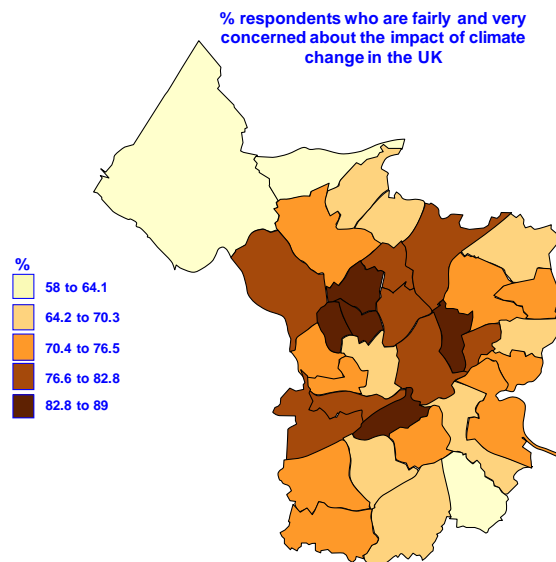 % respondents who are fairly and very
concerned about the impact of climate
change in the UK
%
58 to 64.1
64.2 to 70.3
70.4 to 76.5
76.6 to 82.8
82.8 to 89